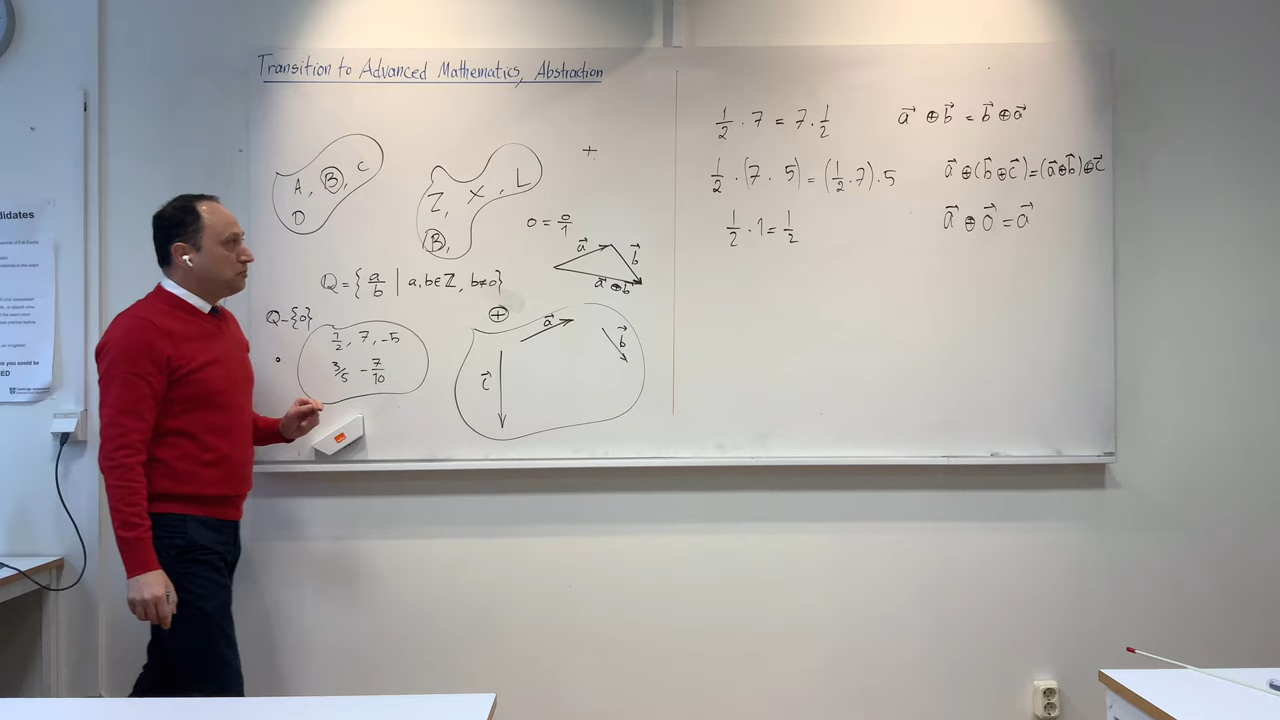 Transition to Advanced Mathematics, Abstraction
A, B, C
D
Z, X, L
B,
+
0 = 0/1
a⃗
b⃗
a⃗ ⊕ b⃗
ℚ = { a/b | a, b ∈ ℤ, b ≠ 0 }
ℚ - {0}
·
1/2, 7, -5
3/5 -7/10
⊕
a⃗
b⃗
c⃗
1/2 · 7 = 7 · 1/2
1/2 · (7 · 5) = (1/2 · 7) · 5
1/2 · 1 = 1/2
a⃗ ⊕ b⃗ = b⃗ ⊕ a⃗
a⃗ ⊕ (b⃗ ⊕ c⃗) = (a⃗ ⊕ b⃗) ⊕ c⃗
a⃗ ⊕ 0⃗ = a⃗
didates